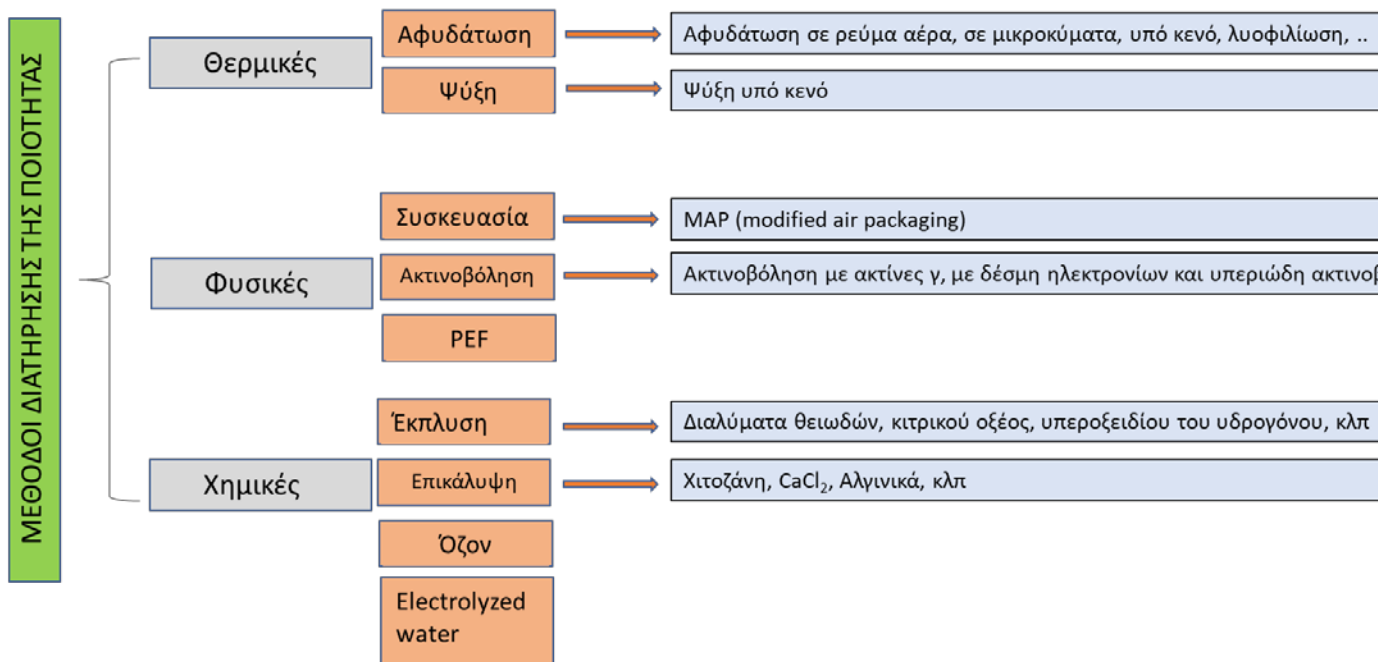 ΜΕΘΟΔΟΙ ΔΙΑΤΗΡΗΣΗΣ ΤΗΣ ΠΟΙΟΤΗΤΑΣ
Θερμικές
Αφυδάτωση
Αφυδάτωση σε ρεύμα αέρα, σε μικροκύματα, υπό κενό, λυοφιλίωση, ..
Ψύξη
Ψύξη υπό κενό
Φυσικές
Συσκευασία
MAP (modified air packaging)
Ακτινοβόληση
Ακτινοβόληση με ακτίνες γ, με δέσμη ηλεκτρονίων και υπεριώδη
PEF
Χημικές
Έκπλυση
Διαλύματα θειωδών, κιτρικού οξέος, υπεροξειδίου του υδρογόνου, κλπ
Επικάλυψη
Χιτοζάνη, CaCl₂, Αλγινικά, κλπ
Όζον
Electrolyzed
water